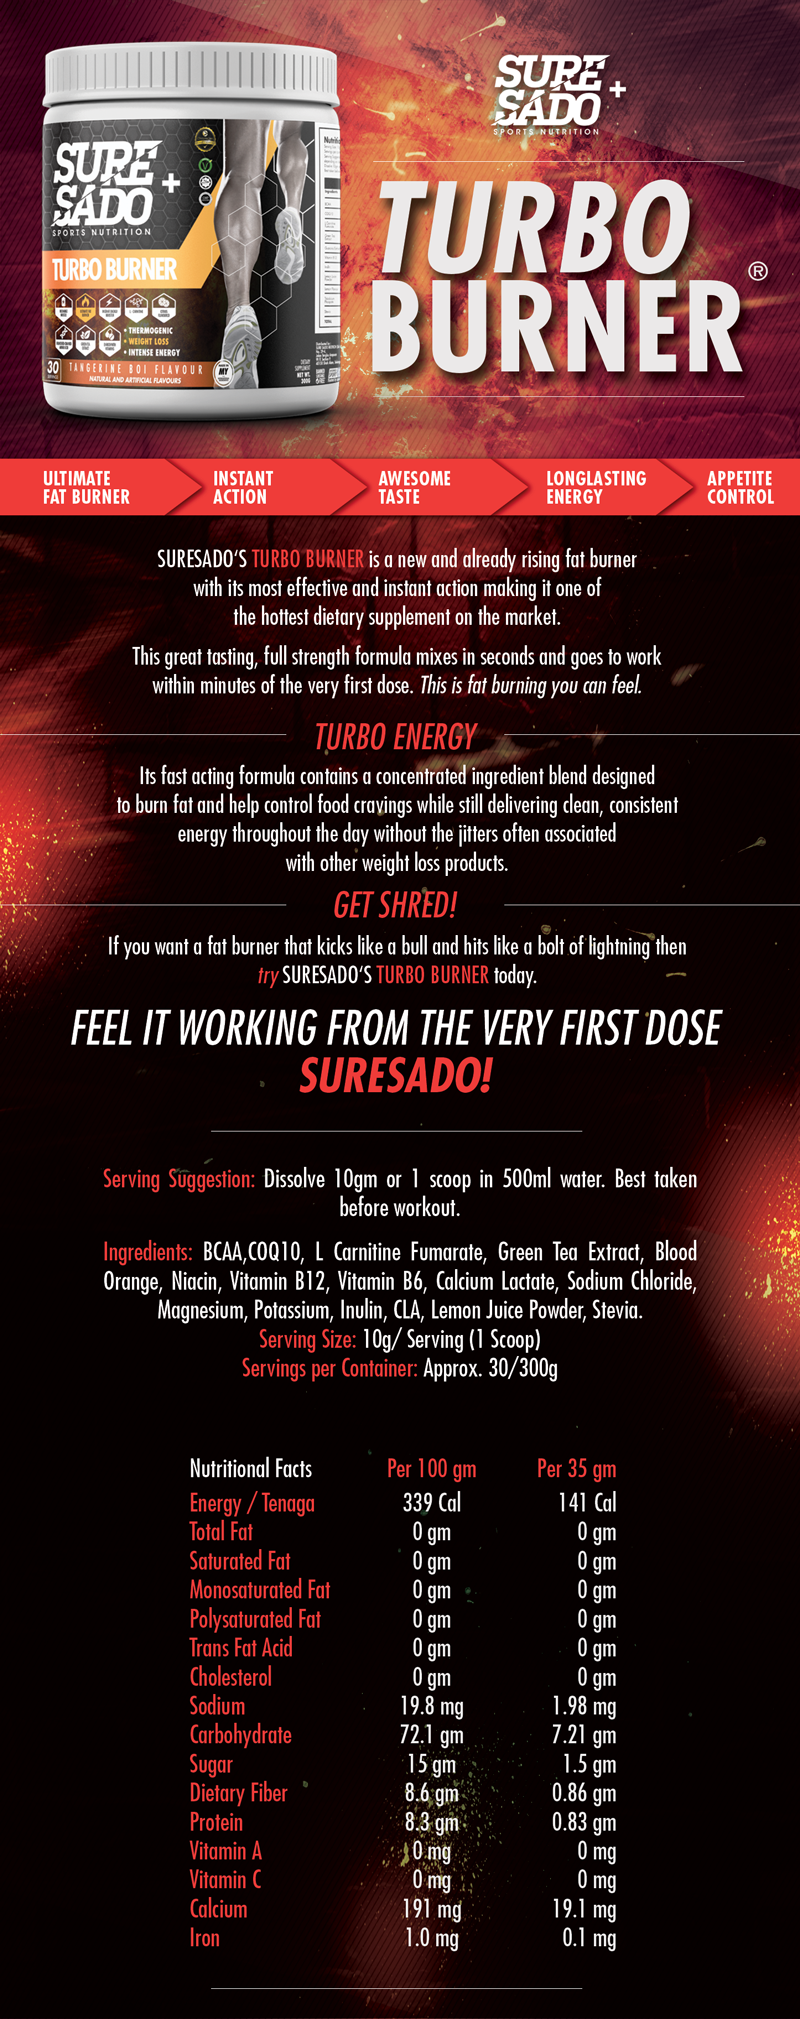 SURE
SADO+
SPORTS NUTRITION
TURBO BURNER
• THERMOGENIC
• WEIGHT LOSS
• INTENSE ENERGY
30
TANGERINE BOI FLAVOUR
NATURAL AND ARTIFICIAL FLAVOURS
MY
SURE
SADO+
SPORTS NUTRITION
TURBO
BURNER®
ULTIMATE
FAT BURNER
INSTANT
ACTION
AWESOME
TASTE
LONGLASTING
ENERGY
APPETITE
CONTROL
SURESADO‘S TURBO BURNER is a new and already rising fat burner
with its most effective and instant action making it one of
the hottest dietary supplement on the market.
This great tasting, full strength formula mixes in seconds and goes to work
within minutes of the very first dose. This is fat burning you can feel.
TURBO ENERGY
Its fast acting formula contains a concentrated ingredient blend designed
to burn fat and help control food cravings while still delivering clean, consistent
energy throughout the day without the jitters often associated
with other weight loss products.
GET SHRED!
If you want a fat burner that kicks like a bull and hits like a bolt of lightning then
try SURESADO‘S TURBO BURNER today.
FEEL IT WORKING FROM THE VERY FIRST DOSE
SURESADO!
Serving Suggestion: Dissolve 10gm or 1 scoop in 500ml water. Best taken
before workout.
Ingredients: BCAA,COQ10, L Carnitine Fumarate, Green Tea Extract, Blood
Orange, Niacin, Vitamin B12, Vitamin B6, Calcium Lactate, Sodium Chloride,
Magnesium, Potassium, Inulin, CLA, Lemon Juice Powder, Stevia.
Serving Size: 10g/ Serving (1 Scoop)
Servings per Container: Approx. 30/300g
Nutritional Facts Per 100 gm Per 35 gm
Energy / Tenaga 339 Cal 141 Cal
Total Fat 0 gm 0 gm
Saturated Fat 0 gm 0 gm
Monosaturated Fat 0 gm 0 gm
Polysaturated Fat 0 gm 0 gm
Trans Fat Acid 0 gm 0 gm
Cholesterol 0 gm 0 gm
Sodium 19.8 mg 1.98 mg
Carbohydrate 72.1 gm 7.21 gm
Sugar 15 gm 1.5 gm
Dietary Fiber 8.6 gm 0.86 gm
Protein 8.3 gm 0.83 gm
Vitamin A 0 mg 0 mg
Vitamin C 0 mg 0 mg
Calcium 191 mg 19.1 mg
Iron 1.0 mg 0.1 mg